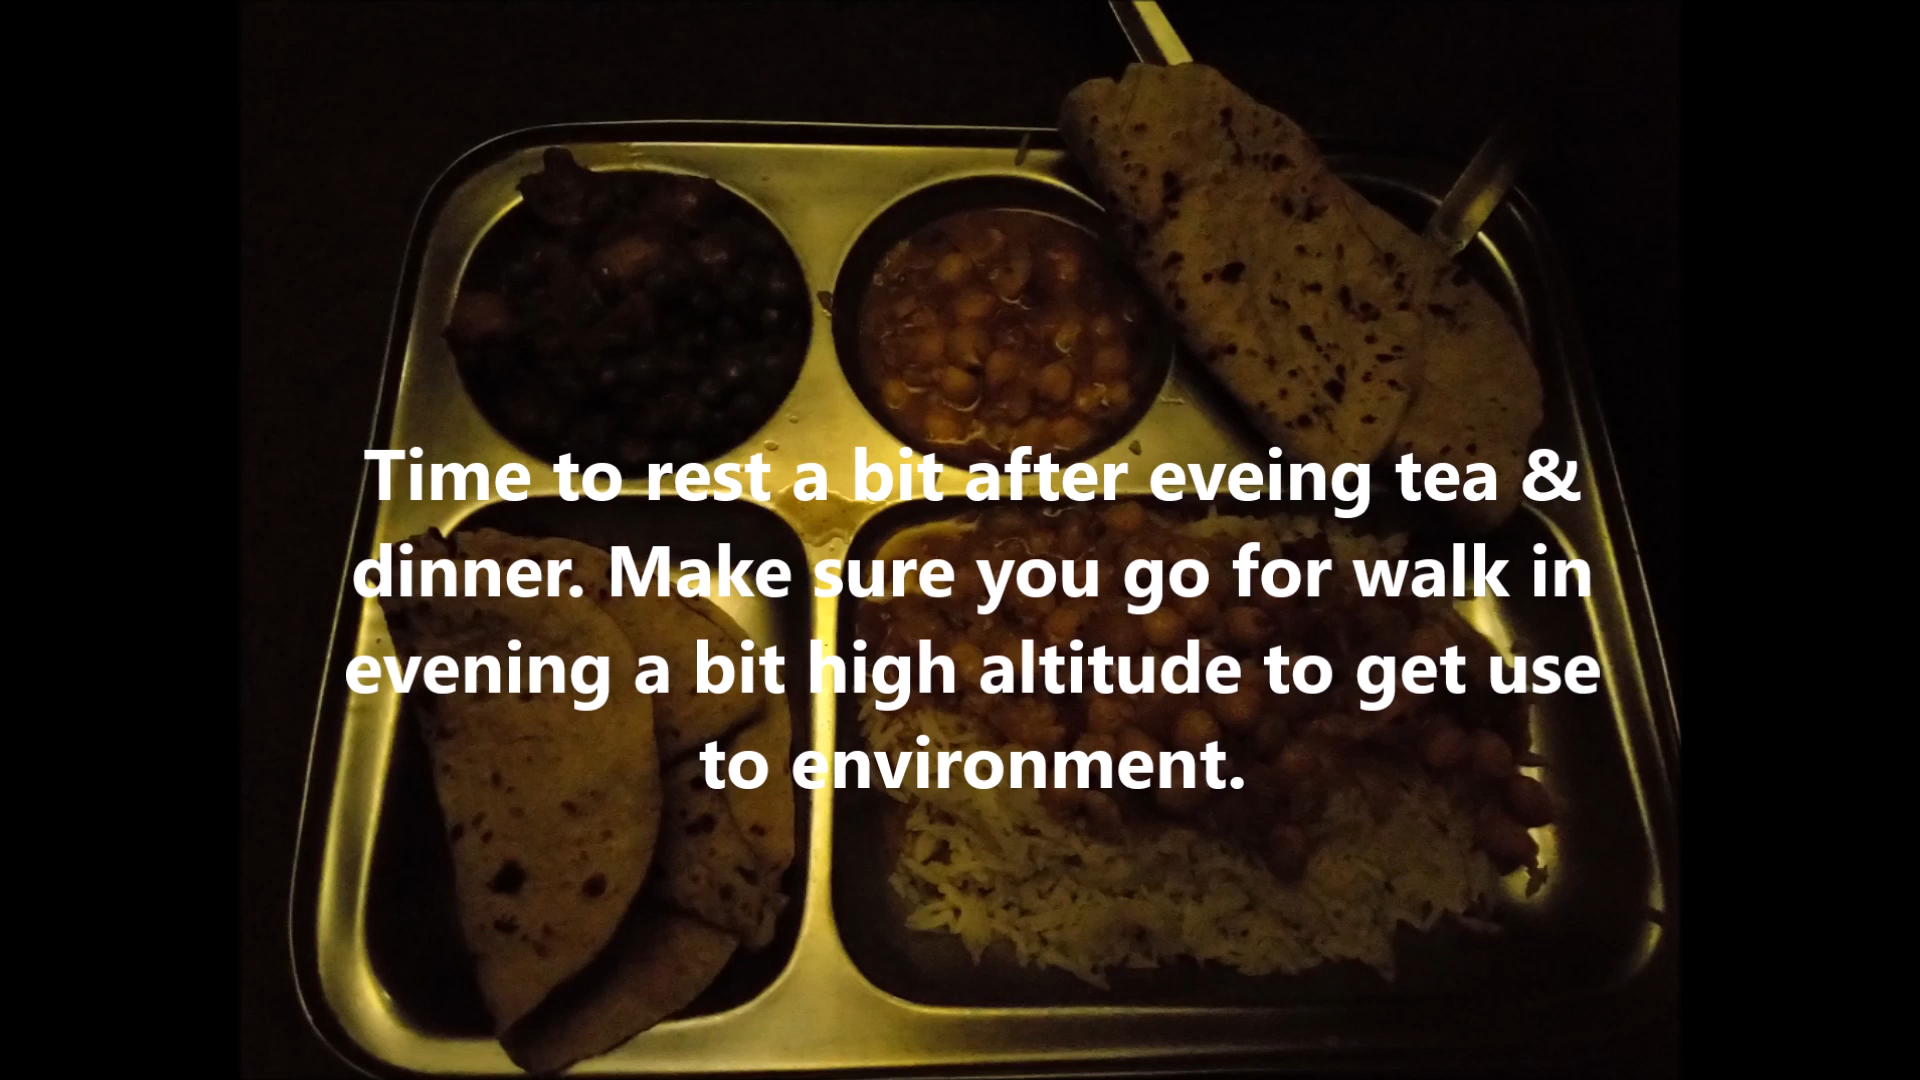 Time to rest a bit after eveing tea &
dinner. Make sure you go for walk in
evening a bit high altitude to get use
to environment.